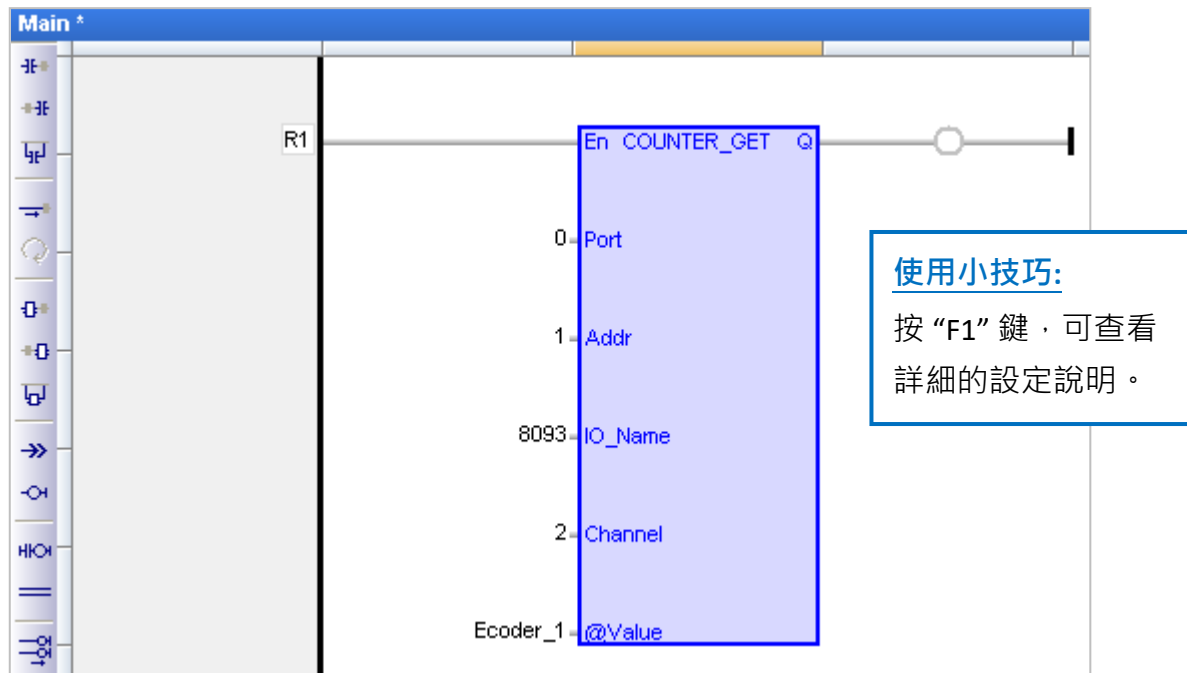 Main *
R1
En COUNTER_GET Q
0 Port
1 Addr
8093 IO_Name
2 Channel
Ecoder_1 @Value
使用小技巧:
按 “F1” 鍵，可查看
詳細的設定說明。